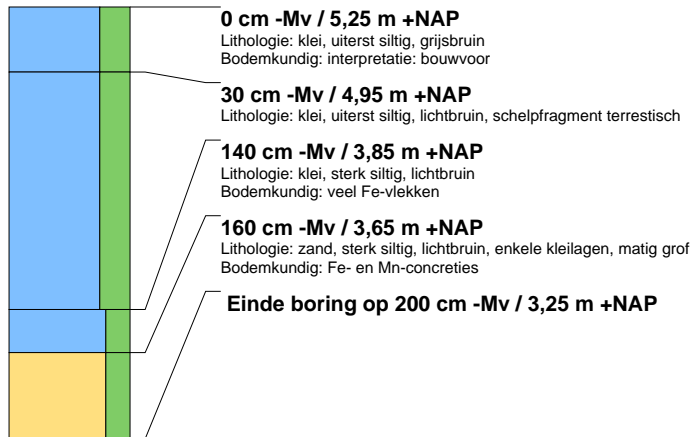 0 cm -Mv / 5,25 m +NAP
Lithologie: klei, uiterst siltig, grijsbruin
Bodemkundig: interpretatie: bouwvoor
30 cm -Mv / 4,95 m +NAP
Lithologie: klei, uiterst siltig, lichtbruin, schelpfragment terrestisch
140 cm -Mv / 3,85 m +NAP
Lithologie: klei, sterk siltig, lichtbruin
Bodemkundig: veel Fe-vlekken
160 cm -Mv / 3,65 m +NAP
Lithologie: zand, sterk siltig, lichtbruin, enkele kleilagen, matig grof
Bodemkundig: Fe- en Mn-concreties
Einde boring op 200 cm -Mv / 3,25 m +NAP